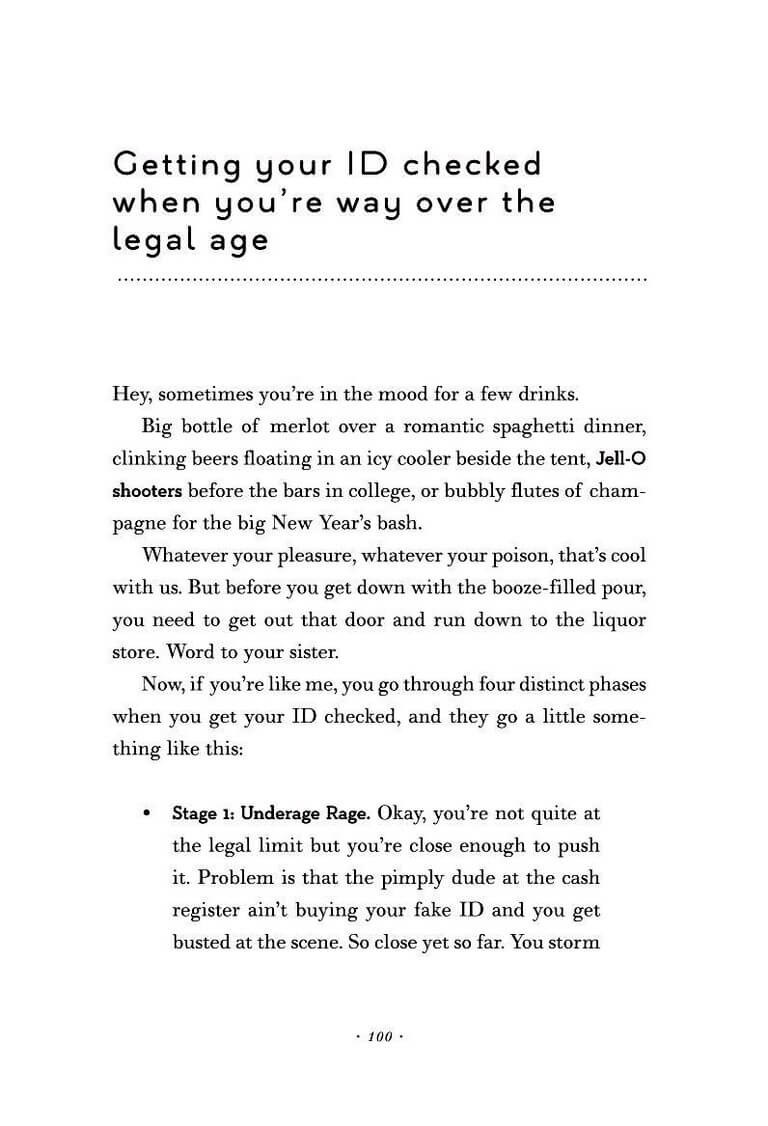 Getting your ID checked
when you're way over the
legal age
Hey, sometimes you're in the mood for a few drinks.
Big bottle of merlot over a romantic spaghetti dinner,
clinking beers floating in an icy cooler beside the tent, Jell-O
shooters before the bars in college, or bubbly flutes of cham-
pagne for the big New Year's bash.
Whatever your pleasure, whatever your poison, that's cool
with us. But before you get down with the booze-filled pour,
you need to get out that door and run down to the liquor
store. Word to your sister.
Now, if you're like me, you go through four distinct phases
when you get your ID checked, and they go a little some-
thing like this:
• Stage 1: Underage Rage. Okay, you're not quite at
the legal limit but you're close enough to push
it. Problem is that the pimply dude at the cash
register ain't buying your fake ID and you get
busted at the scene. So close yet so far. You storm
· 100 ·